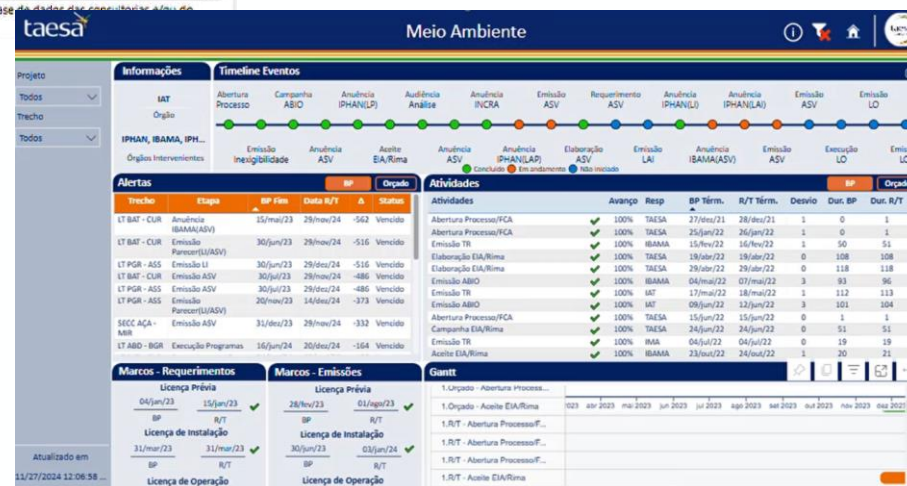 ase de dados das consultorias e/ou do
taesa
Meio Ambiente
Projeto
Todos
Trecho
Todos
Informações
IAT
Órgão
IPHAN, IBAMA, IPH...
Órgãos Intervenientes
Timeline Eventos
Abertura Processo
Campanha ABIO
Anuência IPHAN(LP)
Audiência Análise
Anuência INCRA
Emissão ASV
Requerimento ASV
Anuência IPHAN(LI)
Anuência IPHAN(LAI)
Emissão ASV
Emissão LO
Emissão Inexigibilidade
Anuência ASV
Aceite EIA/Rima
Anuência ASV
Anuência IPHAN(LAP)
Elaboração ASV
Emissão LAI
Anuência IBAMA(ASV)
Emissão ASV
Execução LO
Emis
LO
Concluído Em andamento Não iniciado
Alertas
BP Orçado
Trecho Etapa BP Fim Data R/T Δ Status
LT BAT - CUR Anuência IBAMA(ASV) 15/mai/23 29/nov/24 -562 Vencido
LT BAT - CUR Emissão Parecer(LI/ASV) 30/jun/23 29/nov/24 -516 Vencido
LT PGR - ASS Emissão LI 30/jun/23 29/dez/24 -516 Vencido
LT BAT - CUR Emissão ASV 30/jul/23 29/nov/24 -486 Vencido
LT PGR - ASS Emissão ASV 30/jul/23 29/dez/24 -486 Vencido
LT PGR - ASS Emissão Parecer(LI/ASV) 20/nov/23 14/dez/24 -373 Vencido
SECC AÇA - MIR Emissão ASV 31/dez/23 29/nov/24 -332 Vencido
LT ABD - BGR Execução Programas 16/jun/24 20/dez/24 -164 Vencido
Atividades
BP Orçad
Atividades Avanço Resp BP Térm. R/T Térm. Desvio Dur. BP Dur. R/T
Abertura Processo/FCA 100% TAESA 27/dez/21 28/dez/21 1 0 1
Abertura Processo/FCA 100% TAESA 25/jan/22 26/jan/22 1 0 1
Emissão TR 100% IBAMA 15/fev/22 16/fev/22 1 50 51
Elaboração EIA/Rima 100% TAESA 19/abr/22 19/abr/22 0 108 108
Elaboração EIA/Rima 100% TAESA 29/abr/22 29/abr/22 0 118 118
Emissão ABIO 100% IBAMA 04/mai/22 07/mai/22 3 93 96
Emissão TR 100% IAT 17/mai/22 18/mai/22 1 112 113
Emissão ABIO 100% IAT 09/jun/22 12/jun/22 3 101 104
Abertura Processo/FCA 100% TAESA 15/jun/22 15/jun/22 0 1 1
Campanha EIA/Rima 100% TAESA 24/jun/22 24/jun/22 0 51 51
Emissão TR 100% IMA 04/jul/22 04/jul/22 0 19 19
Aceite EIA/Rima 100% IBAMA 23/out/22 24/out/22 1 20 21
Marcos - Requerimentos
Licença Prévia
04/jan/23 15/jan/23
BP R/T
Licença de Instalação
31/mar/23 31/mar/23
BP R/T
Licença de Operação
Marcos - Emissões
Licença Prévia
28/fev/23 01/ago/23
BP R/T
Licença de Instalação
30/jun/23 03/jan/24
BP R/T
Licença de Operação
Gantt
1.Orçado - Abertura Process...
1.Orçado - Aceite EIA/Rima
1.R/T - Abertura Processo/F...
1.R/T - Abertura Processo/F...
1.R/T - Abertura Processo/F...
1.R/T - Aceite EIA/Rima
023 abr 2023 mai 2023 jun 2023 jul 2023 ago 2023 set 2023 out 2023 nov 2023 dez 2023
Atualizado em
11/27/2024 12:06:58 ...